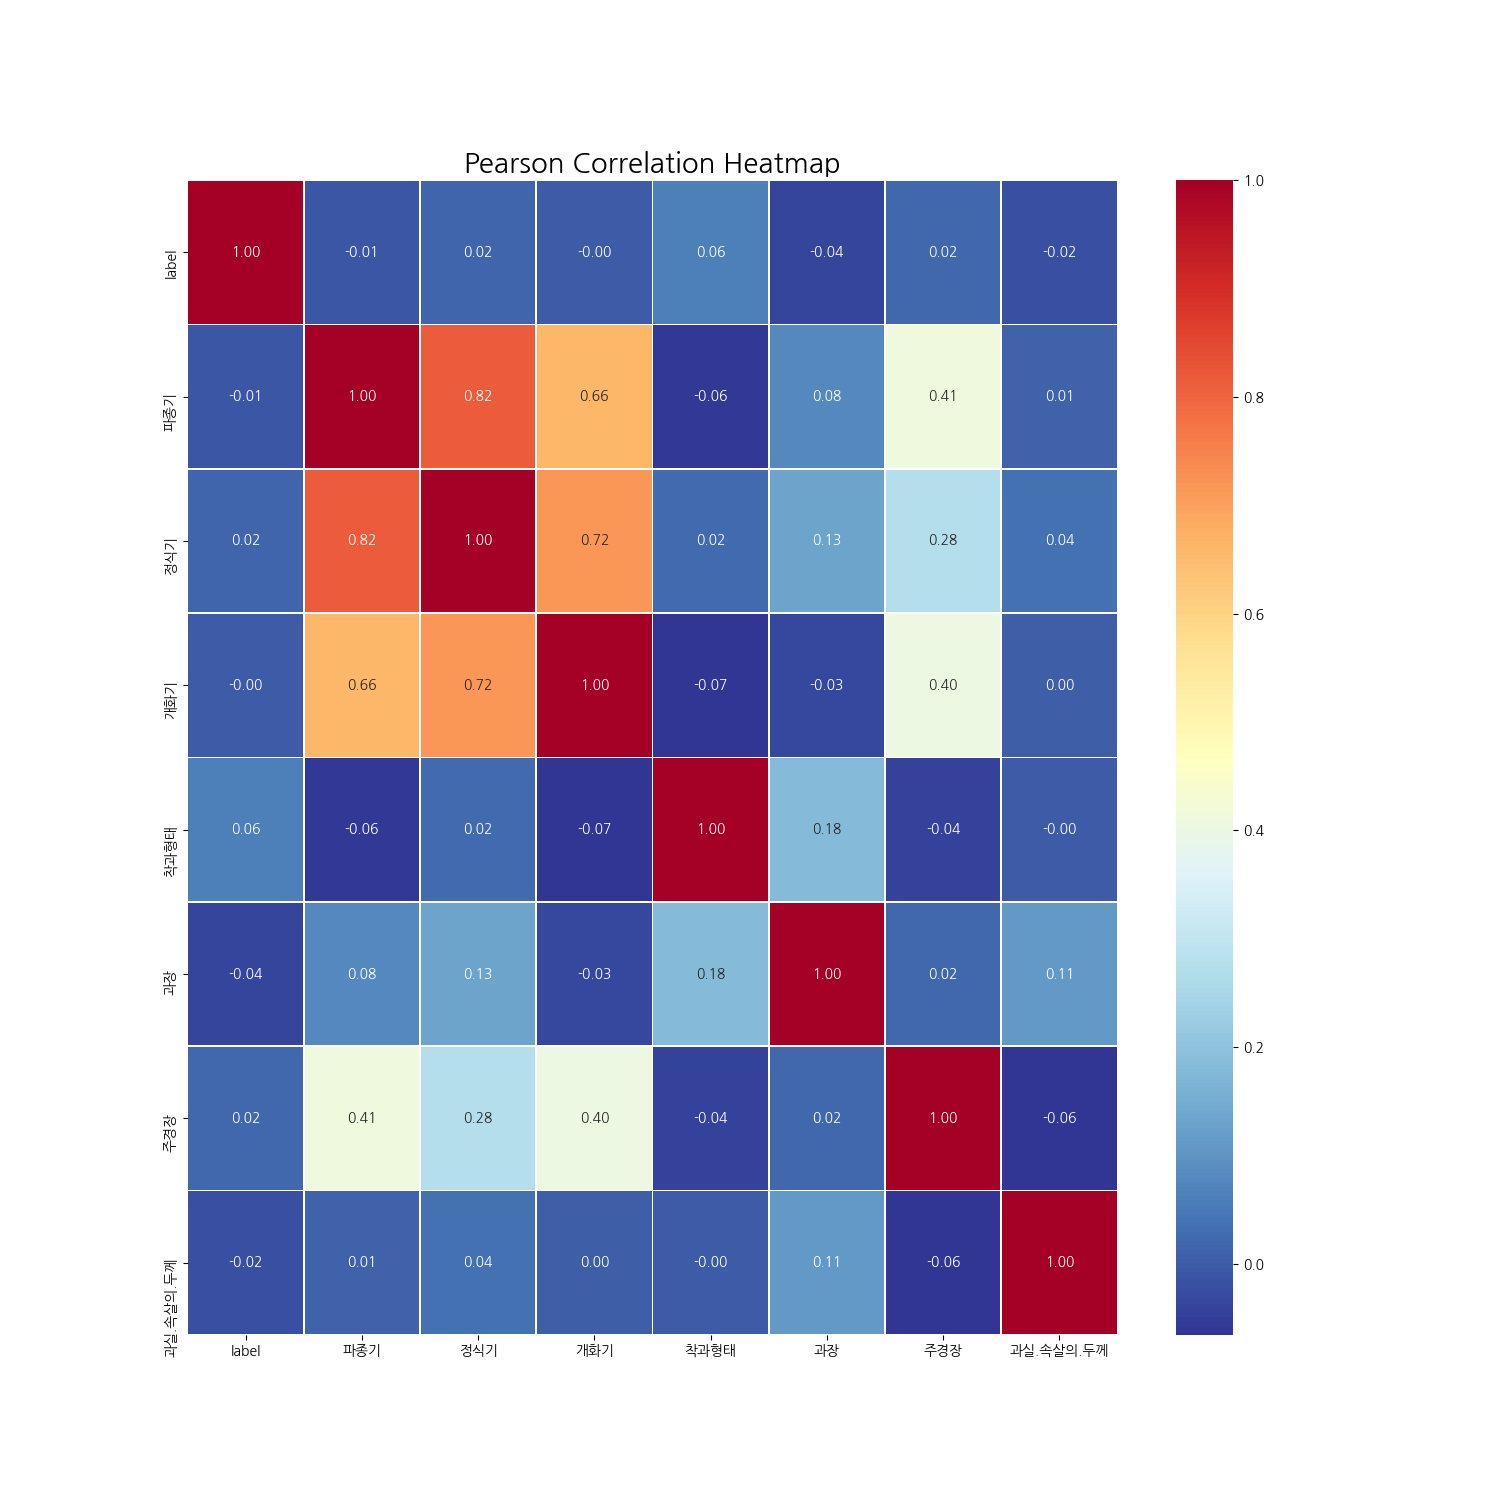 Pearson Correlation Heatmap
label 1.00 -0.01 0.02 -0.00 0.06 -0.04 0.02 -0.02
파종기 -0.01 1.00 0.82 0.66 -0.06 0.08 0.41 0.01
정식기 0.02 0.82 1.00 0.72 0.02 0.13 0.28 0.04
개화기 -0.00 0.66 0.72 1.00 -0.07 -0.03 0.40 0.00
착과형태 0.06 -0.06 0.02 -0.07 1.00 0.18 -0.04 -0.00
과장 -0.04 0.08 0.13 -0.03 0.18 1.00 0.02 0.11
주경장 0.02 0.41 0.28 0.40 -0.04 0.02 1.00 -0.06
과실.속살의.두께 -0.02 0.01 0.04 0.00 -0.00 0.11 -0.06 1.00
label 파종기 정식기 개화기 착과형태 과장 주경장 과실.속살의.두께
1.0
0.8
0.6
0.4
0.2
0.0